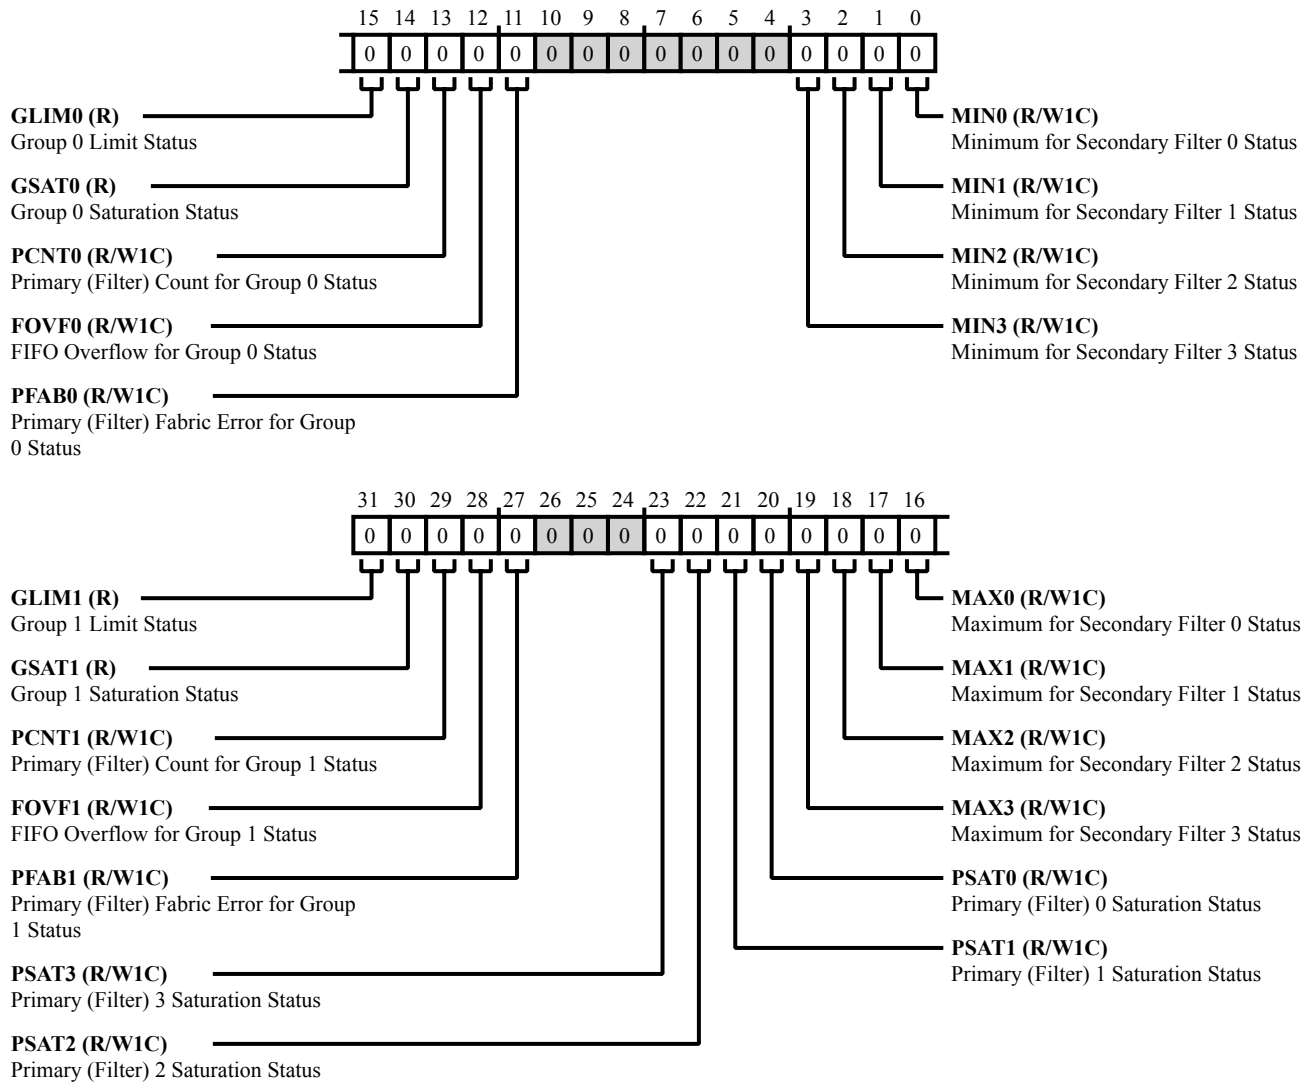 15 14 13 12 11 10 9 8 7 6 5 4 3 2 1 0
0 0 0 0 0 0 0 0 0 0 0 0 0 0 0 0
GLIM0 (R)
Group 0 Limit Status
GSAT0 (R)
Group 0 Saturation Status
PCNT0 (R/W1C)
Primary (Filter) Count for Group 0 Status
FOVF0 (R/W1C)
FIFO Overflow for Group 0 Status
PFAB0 (R/W1C)
Primary (Filter) Fabric Error for Group
0 Status
MIN0 (R/W1C)
Minimum for Secondary Filter 0 Status
MIN1 (R/W1C)
Minimum for Secondary Filter 1 Status
MIN2 (R/W1C)
Minimum for Secondary Filter 2 Status
MIN3 (R/W1C)
Minimum for Secondary Filter 3 Status
31 30 29 28 27 26 25 24 23 22 21 20 19 18 17 16
0 0 0 0 0 0 0 0 0 0 0 0 0 0 0 0
GLIM1 (R)
Group 1 Limit Status
GSAT1 (R)
Group 1 Saturation Status
PCNT1 (R/W1C)
Primary (Filter) Count for Group 1 Status
FOVF1 (R/W1C)
FIFO Overflow for Group 1 Status
PFAB1 (R/W1C)
Primary (Filter) Fabric Error for Group
1 Status
PSAT3 (R/W1C)
Primary (Filter) 3 Saturation Status
PSAT2 (R/W1C)
Primary (Filter) 2 Saturation Status
MAX0 (R/W1C)
Maximum for Secondary Filter 0 Status
MAX1 (R/W1C)
Maximum for Secondary Filter 1 Status
MAX2 (R/W1C)
Maximum for Secondary Filter 2 Status
MAX3 (R/W1C)
Maximum for Secondary Filter 3 Status
PSAT0 (R/W1C)
Primary (Filter) 0 Saturation Status
PSAT1 (R/W1C)
Primary (Filter) 1 Saturation Status